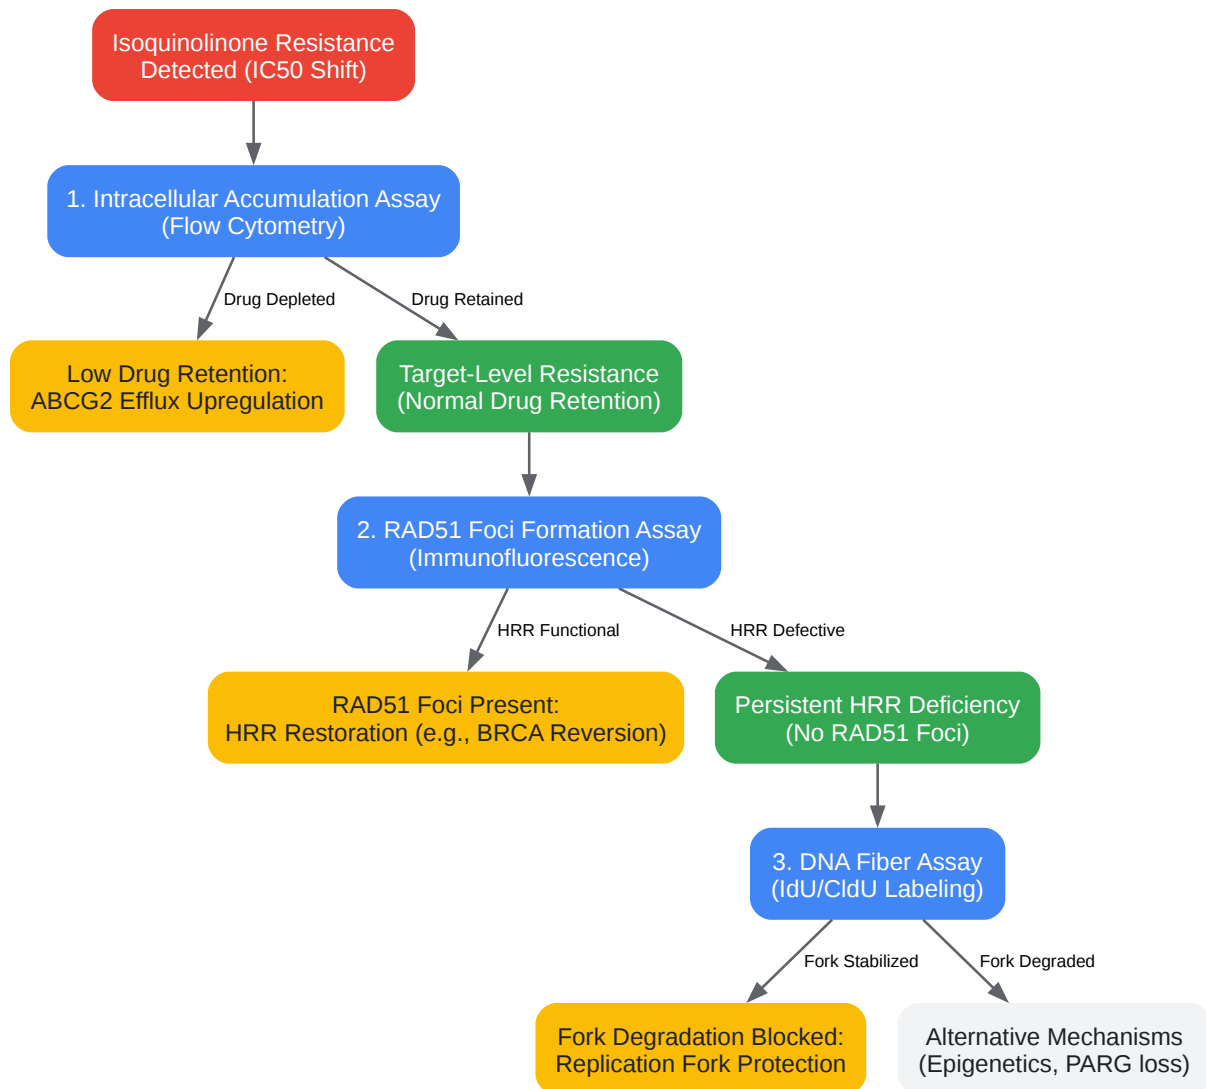 Isoquinolinone Resistance
Detected (IC50 Shift)
1. Intracellular Accumulation Assay
(Flow Cytometry)
Drug Depleted
Drug Retained
Low Drug Retention:
ABCG2 Efflux Upregulation
Target-Level Resistance
(Normal Drug Retention)
2. RAD51 Foci Formation Assay
(Immunofluorescence)
HRR Functional
HRR Defective
RAD51 Foci Present:
HRR Restoration (e.g., BRCA Reversion)
Persistent HRR Deficiency
(No RAD51 Foci)
3. DNA Fiber Assay
(IdU/CldU Labeling)
Fork Stabilized
Fork Degraded
Fork Degradation Blocked:
Replication Fork Protection
Alternative Mechanisms
(Epigenetics, PARG loss)